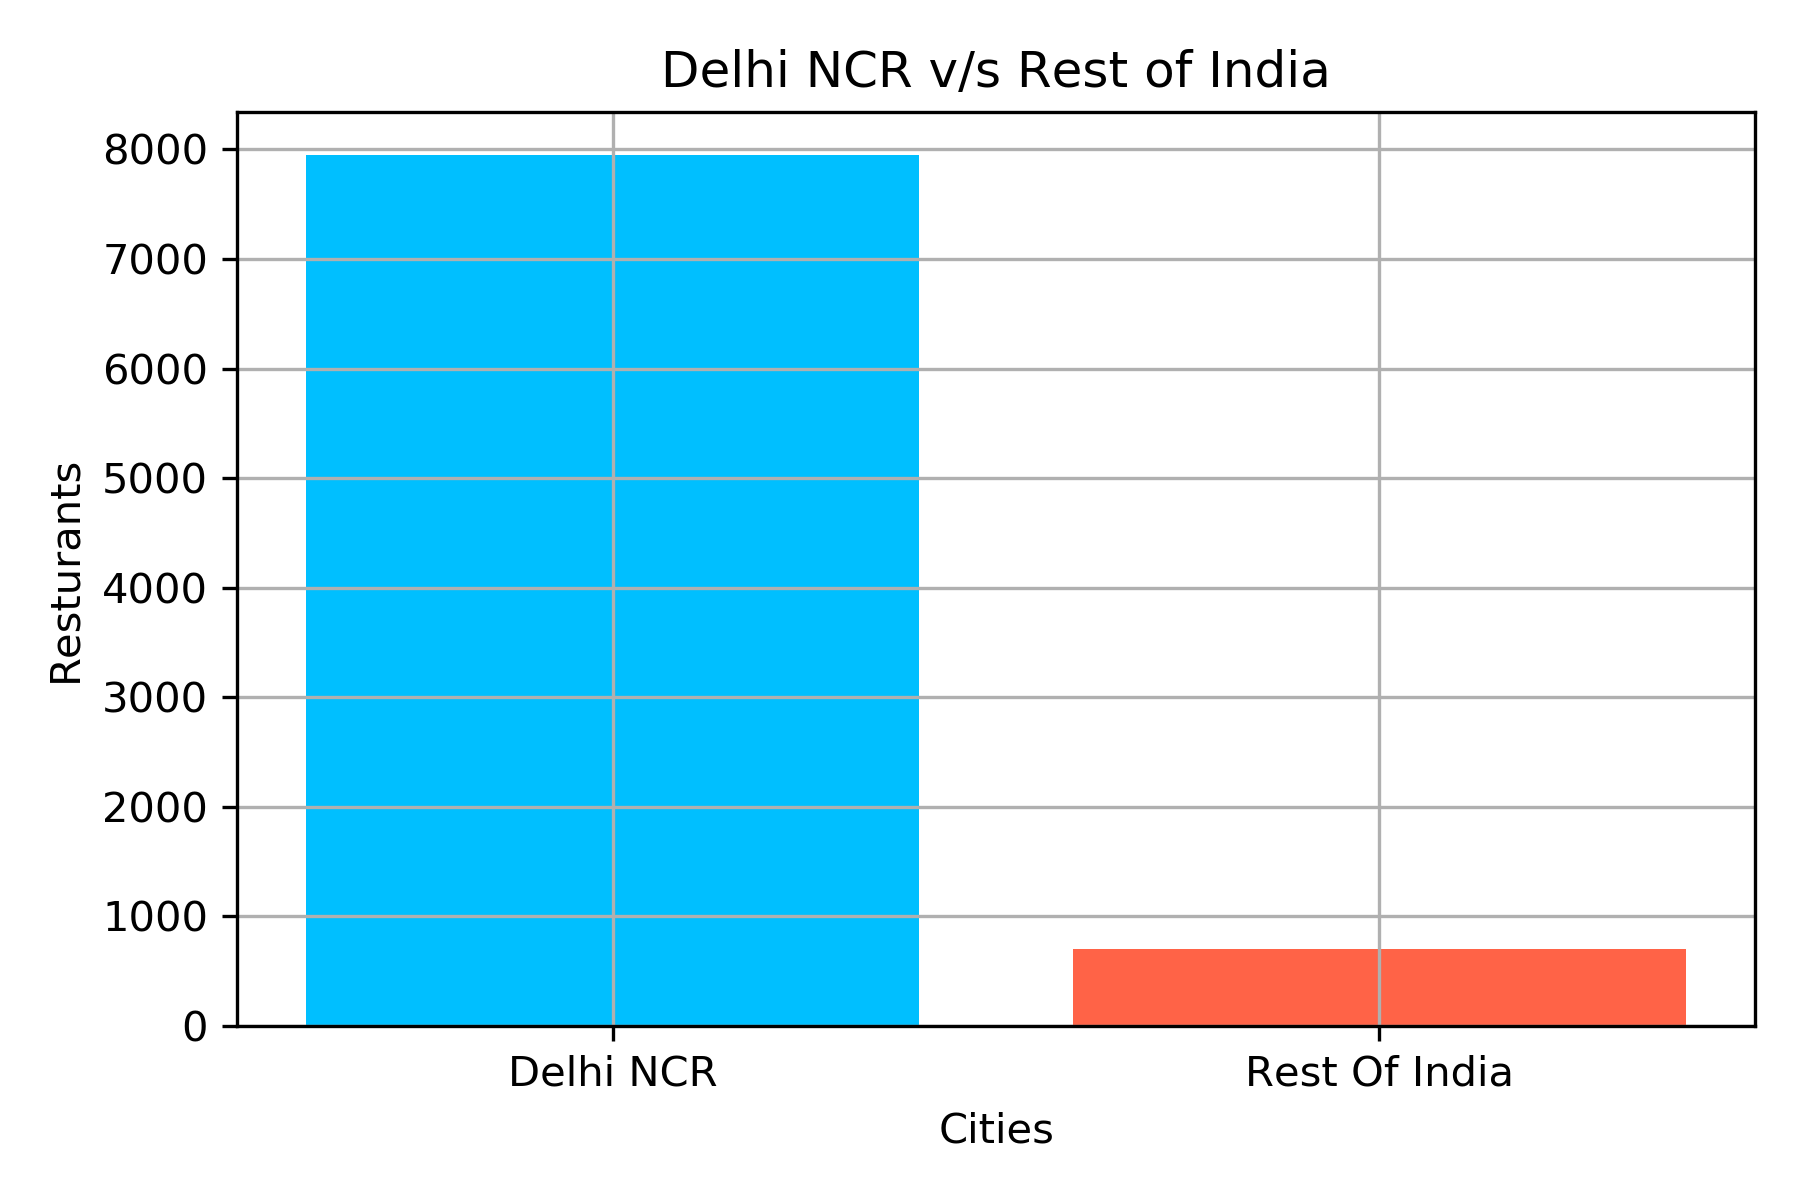 Delhi NCR v/s Rest of India
8000
7000
6000
5000
4000
3000
2000
1000
0
Resturants
Delhi NCR
Rest Of India
Cities